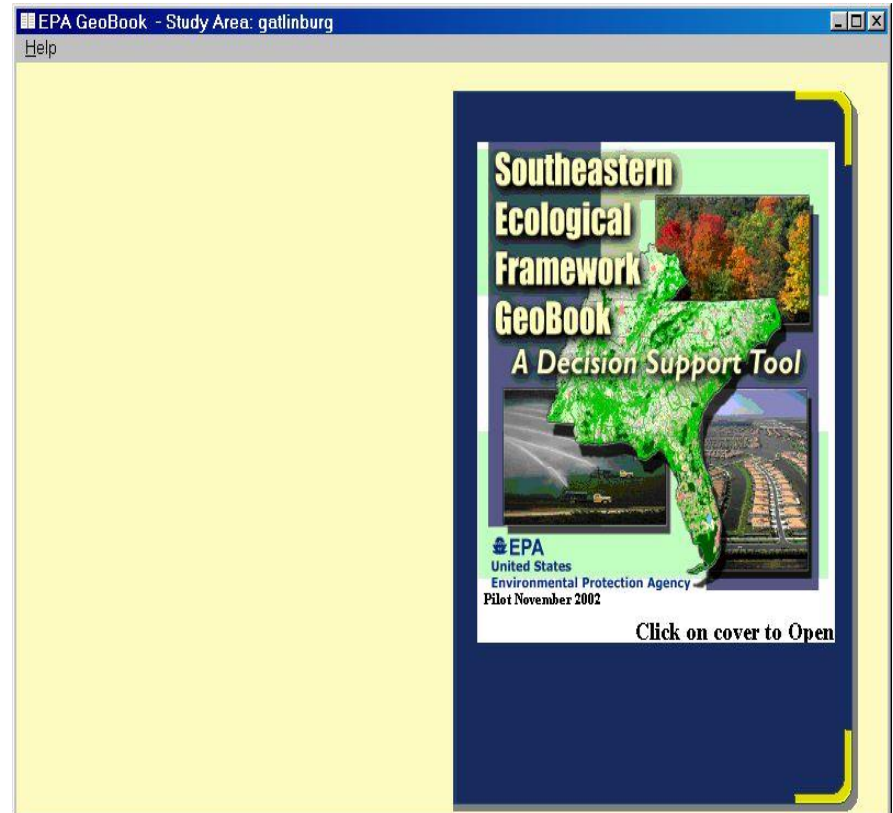 EPA GeoBook - Study Area: gatlinburg
Help
Southeastern
Ecological
Framework
GeoBook
A Decision Support Tool
EPA
United States
Environmental Protection Agency
Pilot November 2002
Click on cover to Open